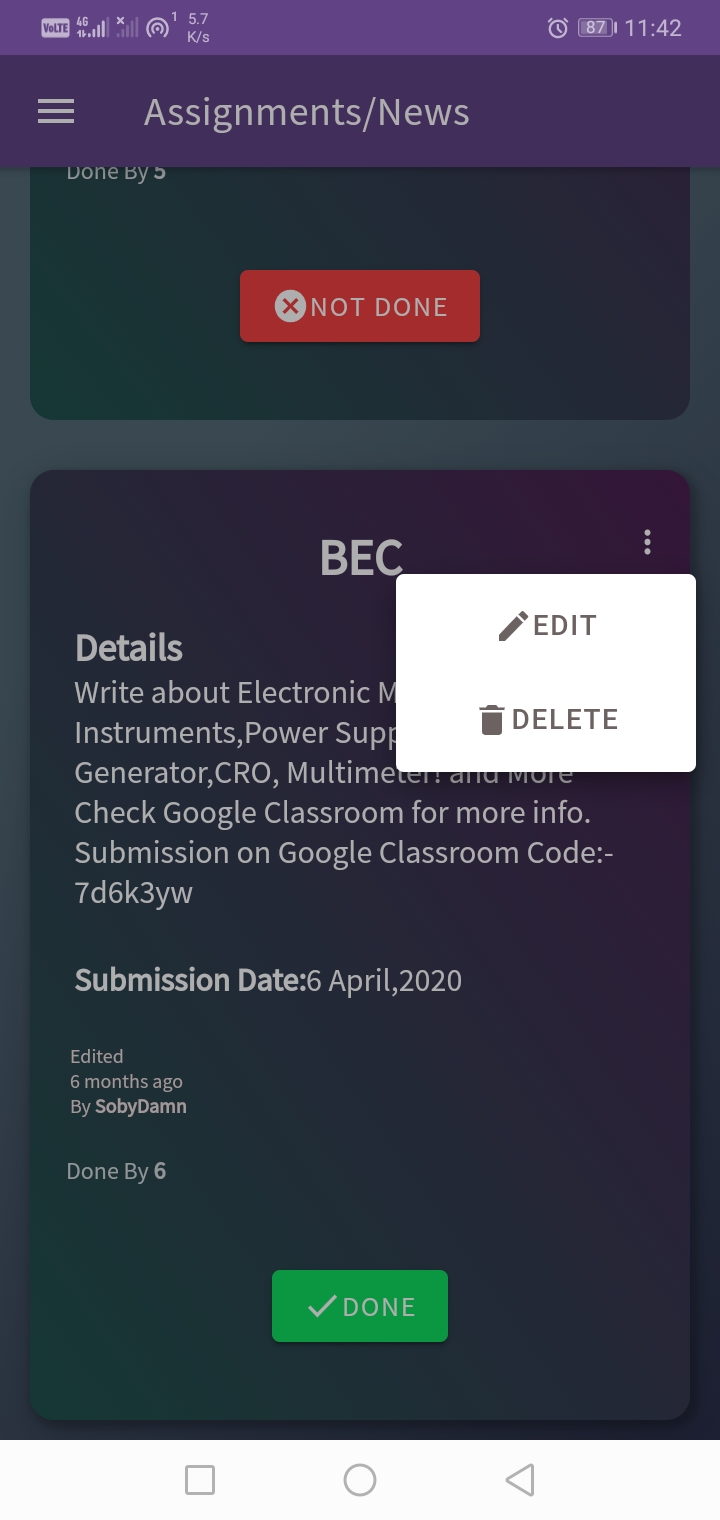 VoLTE 4G 1 5.7 K/s 87 11:42
Assignments/News
Done By 5
NOT DONE
BEC
EDIT
DELETE
Details
Write about Electronic M
Instruments,Power Supp
Generator,CRO, Multimeter! and More
Check Google Classroom for more info.
Submission on Google Classroom Code:-
7d6k3yw
Submission Date:6 April,2020
Edited
6 months ago
By SobyDamn
Done By 6
DONE